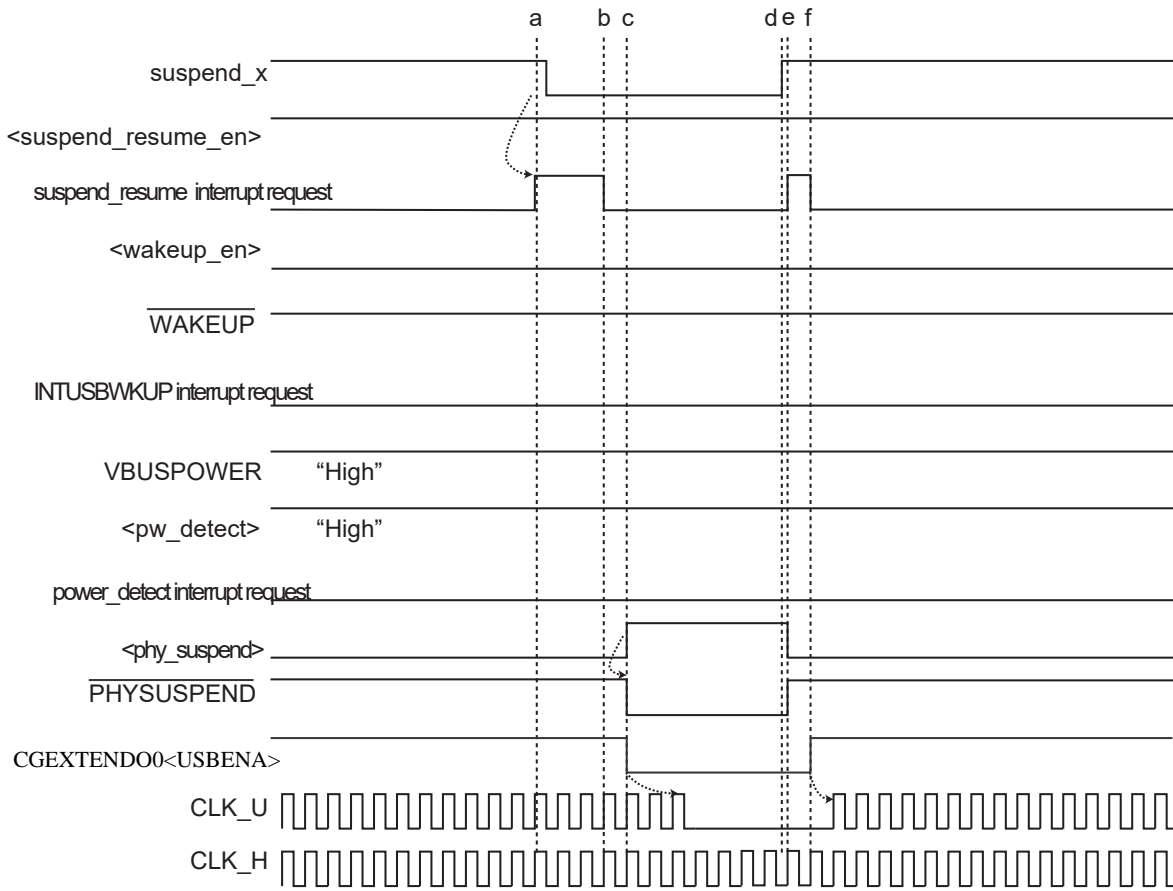 a b c d e f
suspend_x
<suspend_resume_en>
suspend_resume interrupt request
<wakeup_en>
WAKEUP
INTUSBWKUP interrupt request
VBUSPOWER “High”
<pw_detect> “High”
power_detect interrupt request
<phy_suspend>
PHYSUSPEND
CGEXTENDO0<USBENA>
CLK_U
CLK_H